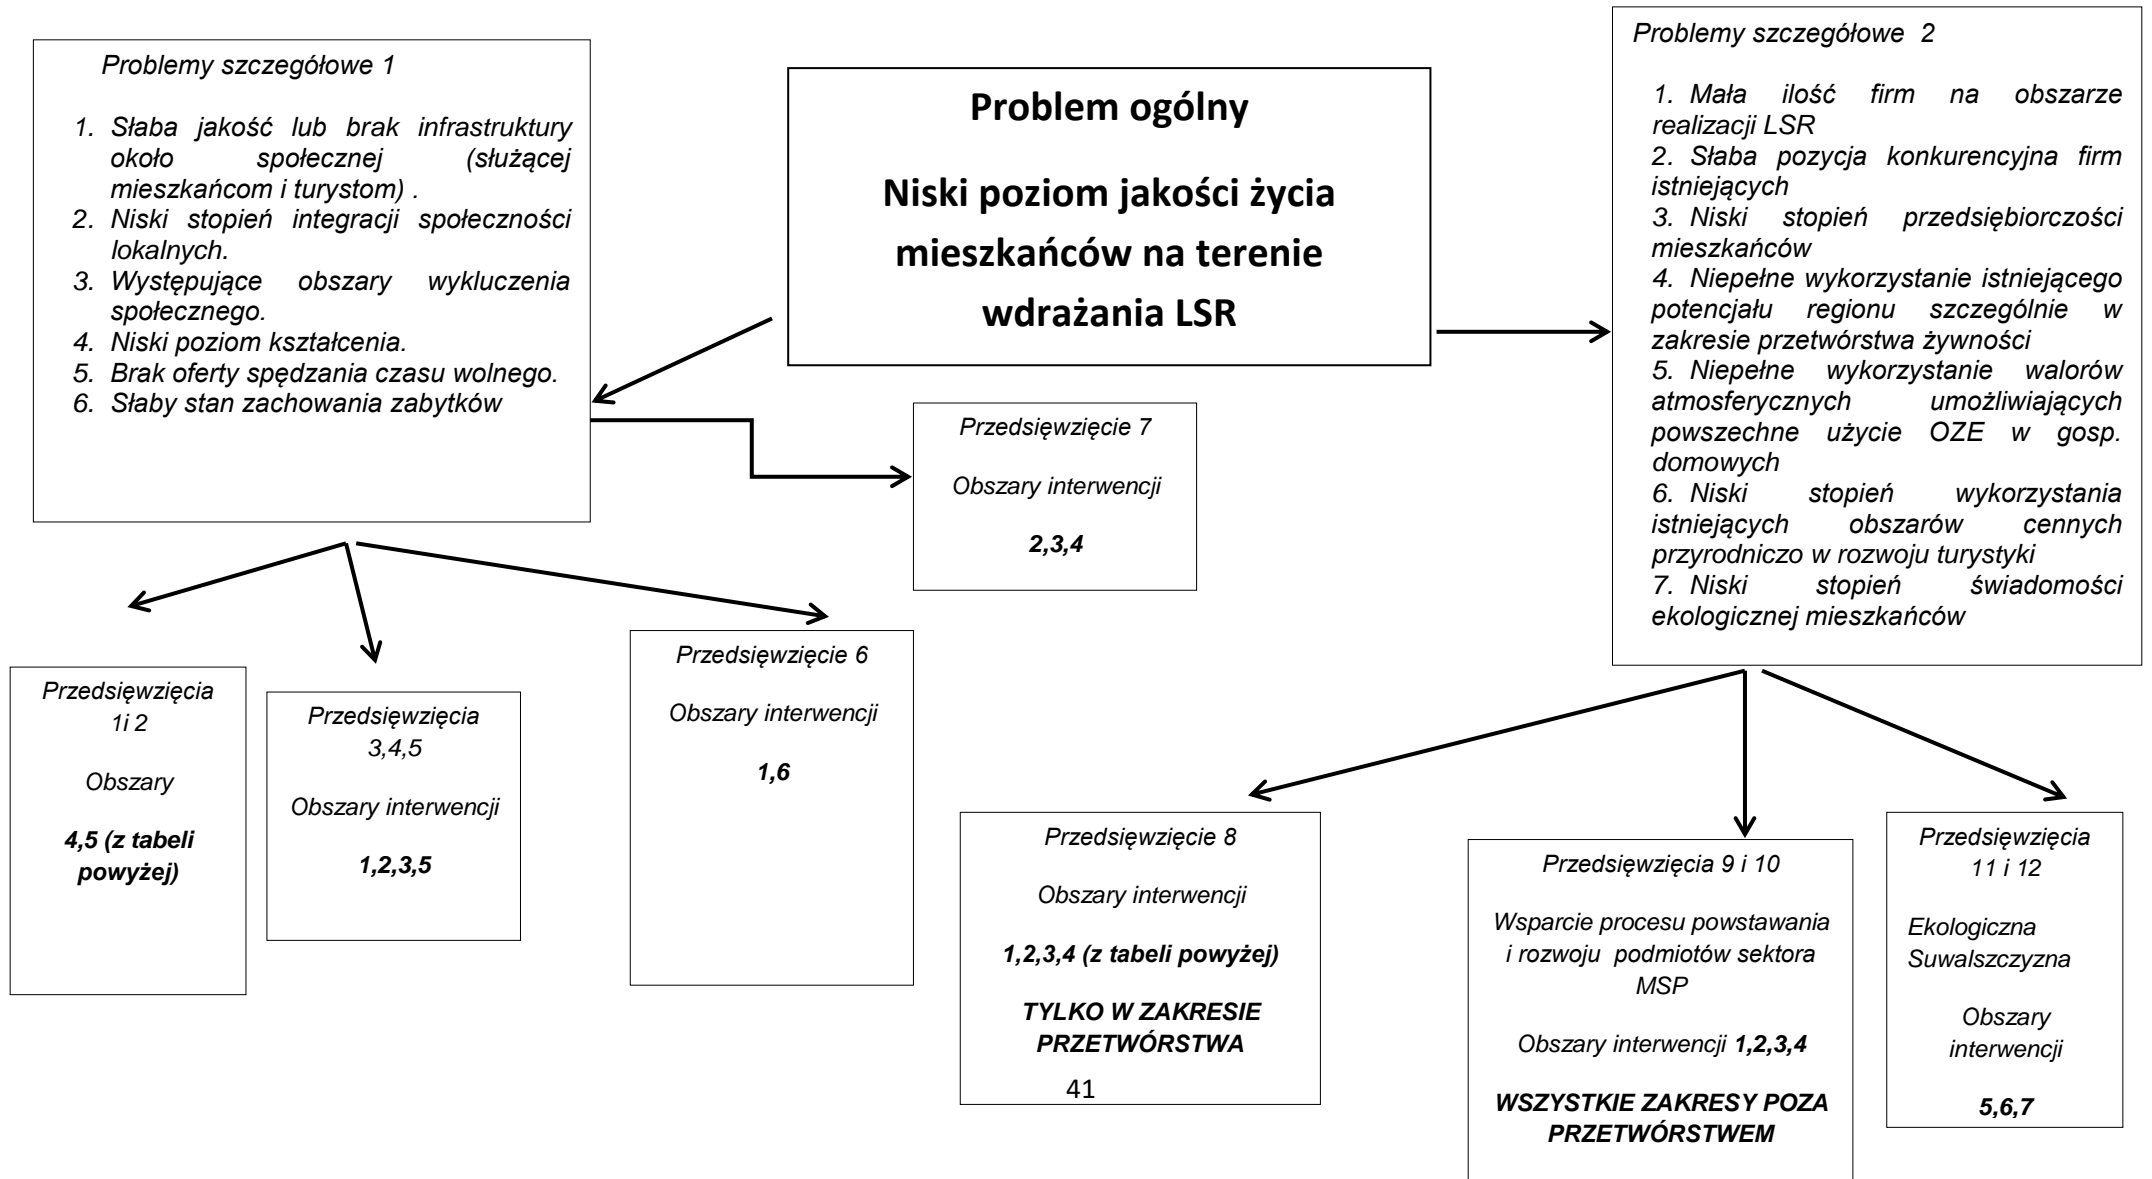 Problemy szczegółowe 1
1. Słaba jakość lub brak infrastruktury
około społecznej (służącej
mieszkańcom i turystom) .
2. Niski stopień integracji społeczności
lokalnych.
3. Występujące obszary wykluczenia
społecznego.
4. Niski poziom kształcenia.
5. Brak oferty spędzania czasu wolnego.
6. Słaby stan zachowania zabytków
Problem ogólny
Niski poziom jakości życia
mieszkańców na terenie
wdrażania LSR
Problemy szczegółowe 2
1. Mała ilość firm na obszarze
realizacji LSR
2. Słaba pozycja konkurencyjna firm
istniejących
3. Niski stopień przedsiębiorczości
mieszkańców
4. Niepełne wykorzystanie istniejącego
potencjału regionu szczególnie w
zakresie przetwórstwa żywności
5. Niepełne wykorzystanie walorów
atmosferycznych umożliwiających
powszechne użycie OZE w gosp.
domowych
6. Niski stopień wykorzystania
istniejących obszarów cennych
przyrodniczo w rozwoju turystyki
7. Niski stopień świadomości
ekologicznej mieszkańców
Przedsięwzięcie 7
Obszary interwencji
2,3,4
Przedsięwzięcia
1i 2
Obszary
4,5 (z tabeli
powyżej)
Przedsięwzięcia
3,4,5
Obszary interwencji
1,2,3,5
Przedsięwzięcie 6
Obszary interwencji
1,6
Przedsięwzięcie 8
Obszary interwencji
1,2,3,4 (z tabeli powyżej)
TYLKO W ZAKRESIE
PRZETWÓRSTWA
41
Przedsięwzięcia 9 i 10
Wsparcie procesu powstawania
i rozwoju podmiotów sektora
MSP
Obszary interwencji 1,2,3,4
WSZYSTKIE ZAKRESY POZA
PRZETWÓRSTWEM
Przedsięwzięcia
11 i 12
Ekologiczna
Suwalszczyzna
Obszary
interwencji
5,6,7